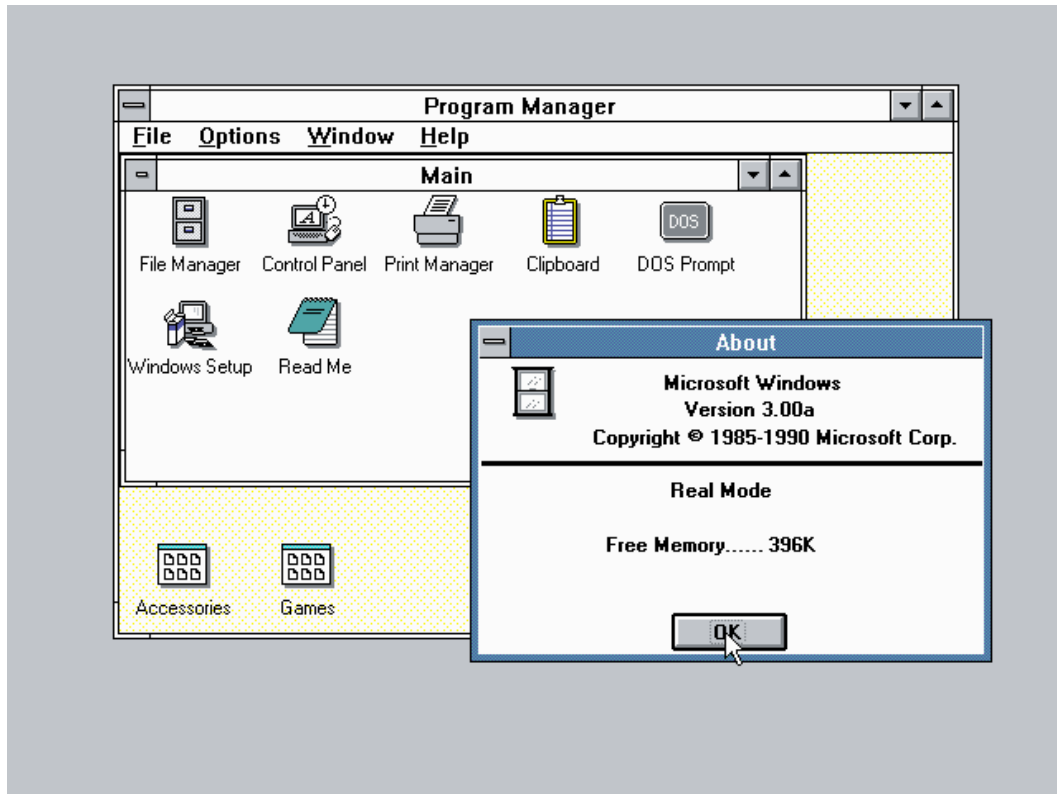 Program Manager
File Options Window Help
Main
File Manager Control Panel Print Manager Clipboard DOS Prompt
DOS
Windows Setup Read Me
About
Microsoft Windows
Version 3.00a
Copyright © 1985-1990 Microsoft Corp.
Real Mode
Free Memory...... 396K
OK
Accessories Games